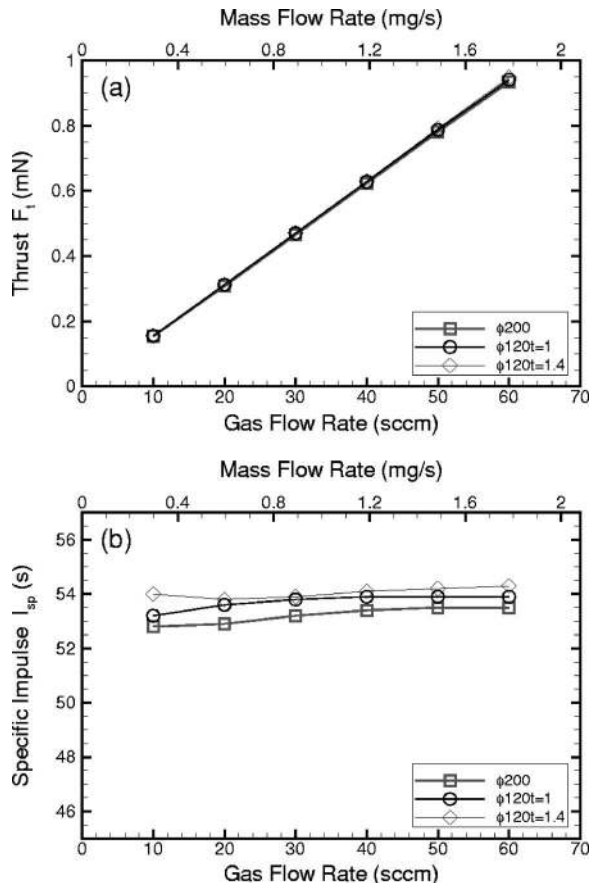 Mass Flow Rate (mg/s)
0 0.4 0.8 1.2 1.6 2
(a)
1
0.8
0.6
0.4
0.2
0
Thrust Fₜ (mN)
ϕ200
ϕ120t=1
ϕ120t=1.4
0 10 20 30 40 50 60 70
Gas Flow Rate (sccm)
Mass Flow Rate (mg/s)
0 0.4 0.8 1.2 1.6 2
(b)
56
54
52
50
48
46
Specific Impulse Iₛₚ (s)
ϕ200
ϕ120t=1
ϕ120t=1.4
0 10 20 30 40 50 60 70
Gas Flow Rate (sccm)